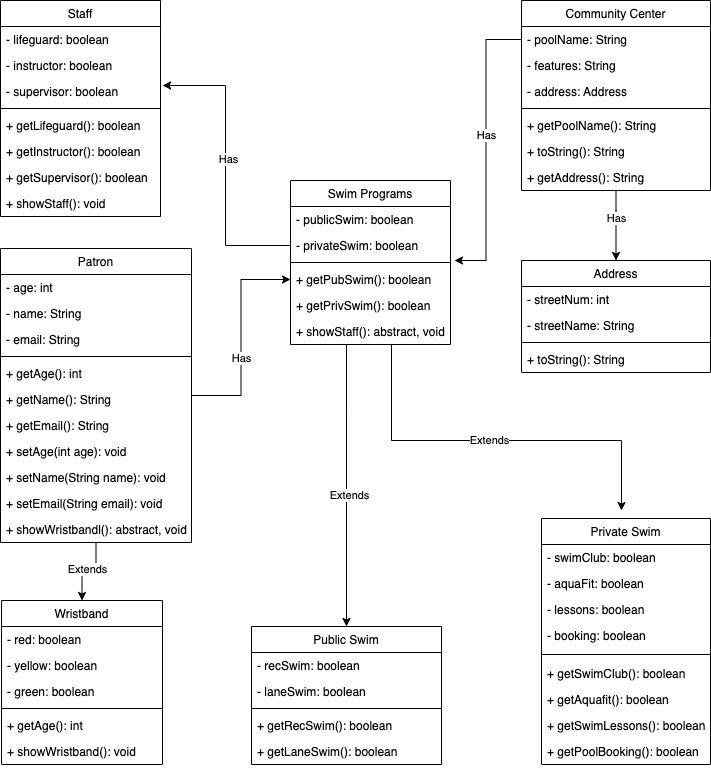 Staff
- lifeguard: boolean
- instructor: boolean
- supervisor: boolean
+ getLifeguard(): boolean
+ getInstructor(): boolean
+ getSupervisor(): boolean
+ showStaff(): void
Community Center
- poolName: String
- features: String
- address: Address
+ getPoolName(): String
+ toString(): String
+ getAddress(): String
Has
Has
Has
Swim Programs
- publicSwim: boolean
- privateSwim: boolean
+ getPubSwim(): boolean
+ getPrivSwim(): boolean
+ showStaff(): abstract, void
Address
- streetNum: int
- streetName: String
+ toString(): String
Patron
- age: int
- name: String
- email: String
+ getAge(): int
+ getName(): String
+ getEmail(): String
+ setAge(int age): void
+ setName(String name): void
+ setEmail(String email): void
+ showWristbandl(): abstract, void
Has
Extends
Extends
Extends
Wristband
- red: boolean
- yellow: boolean
- green: boolean
+ getAge(): int
+ showWristband(): void
Public Swim
- recSwim: boolean
- laneSwim: boolean
+ getRecSwim(): boolean
+ getLaneSwim(): boolean
Private Swim
- swimClub: boolean
- aquaFit: boolean
- lessons: boolean
- booking: boolean
+ getSwimClub(): boolean
+ getAquafit(): boolean
+ getSwimLessons(): boolean
+ getPoolBooking(): boolean